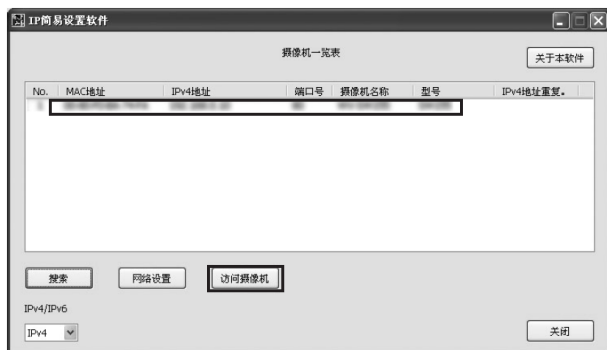 IP简易设置软件
摄像机一览表
关于本软件
No. MAC地址 IPv4地址 端口号 摄像机名称 型号 IPv4地址重复.
搜索 网络设置 访问摄像机
IPv4/IPv6
IPv4 关闭